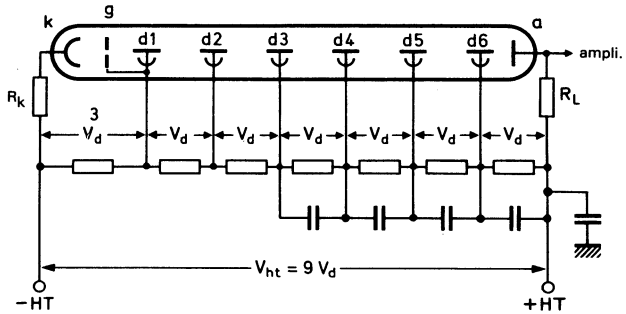 g
k
a
d1 d2 d3 d4 d5 d6
ampli.
Rk
RL
3
Vd Vd Vd Vd Vd Vd Vd
Vht = 9 Vd
−HT
+HT